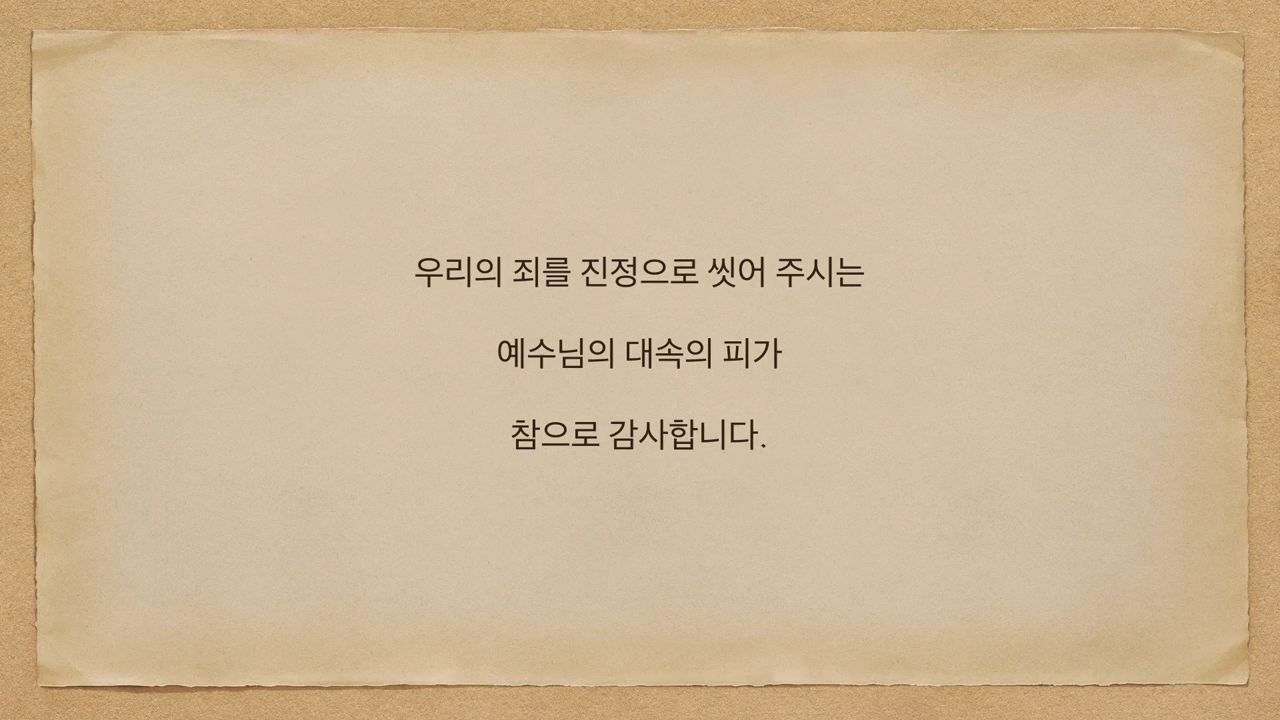 우리의 죄를 진정으로 씻어 주시는
예수님의 대속의 피가
참으로 감사합니다.